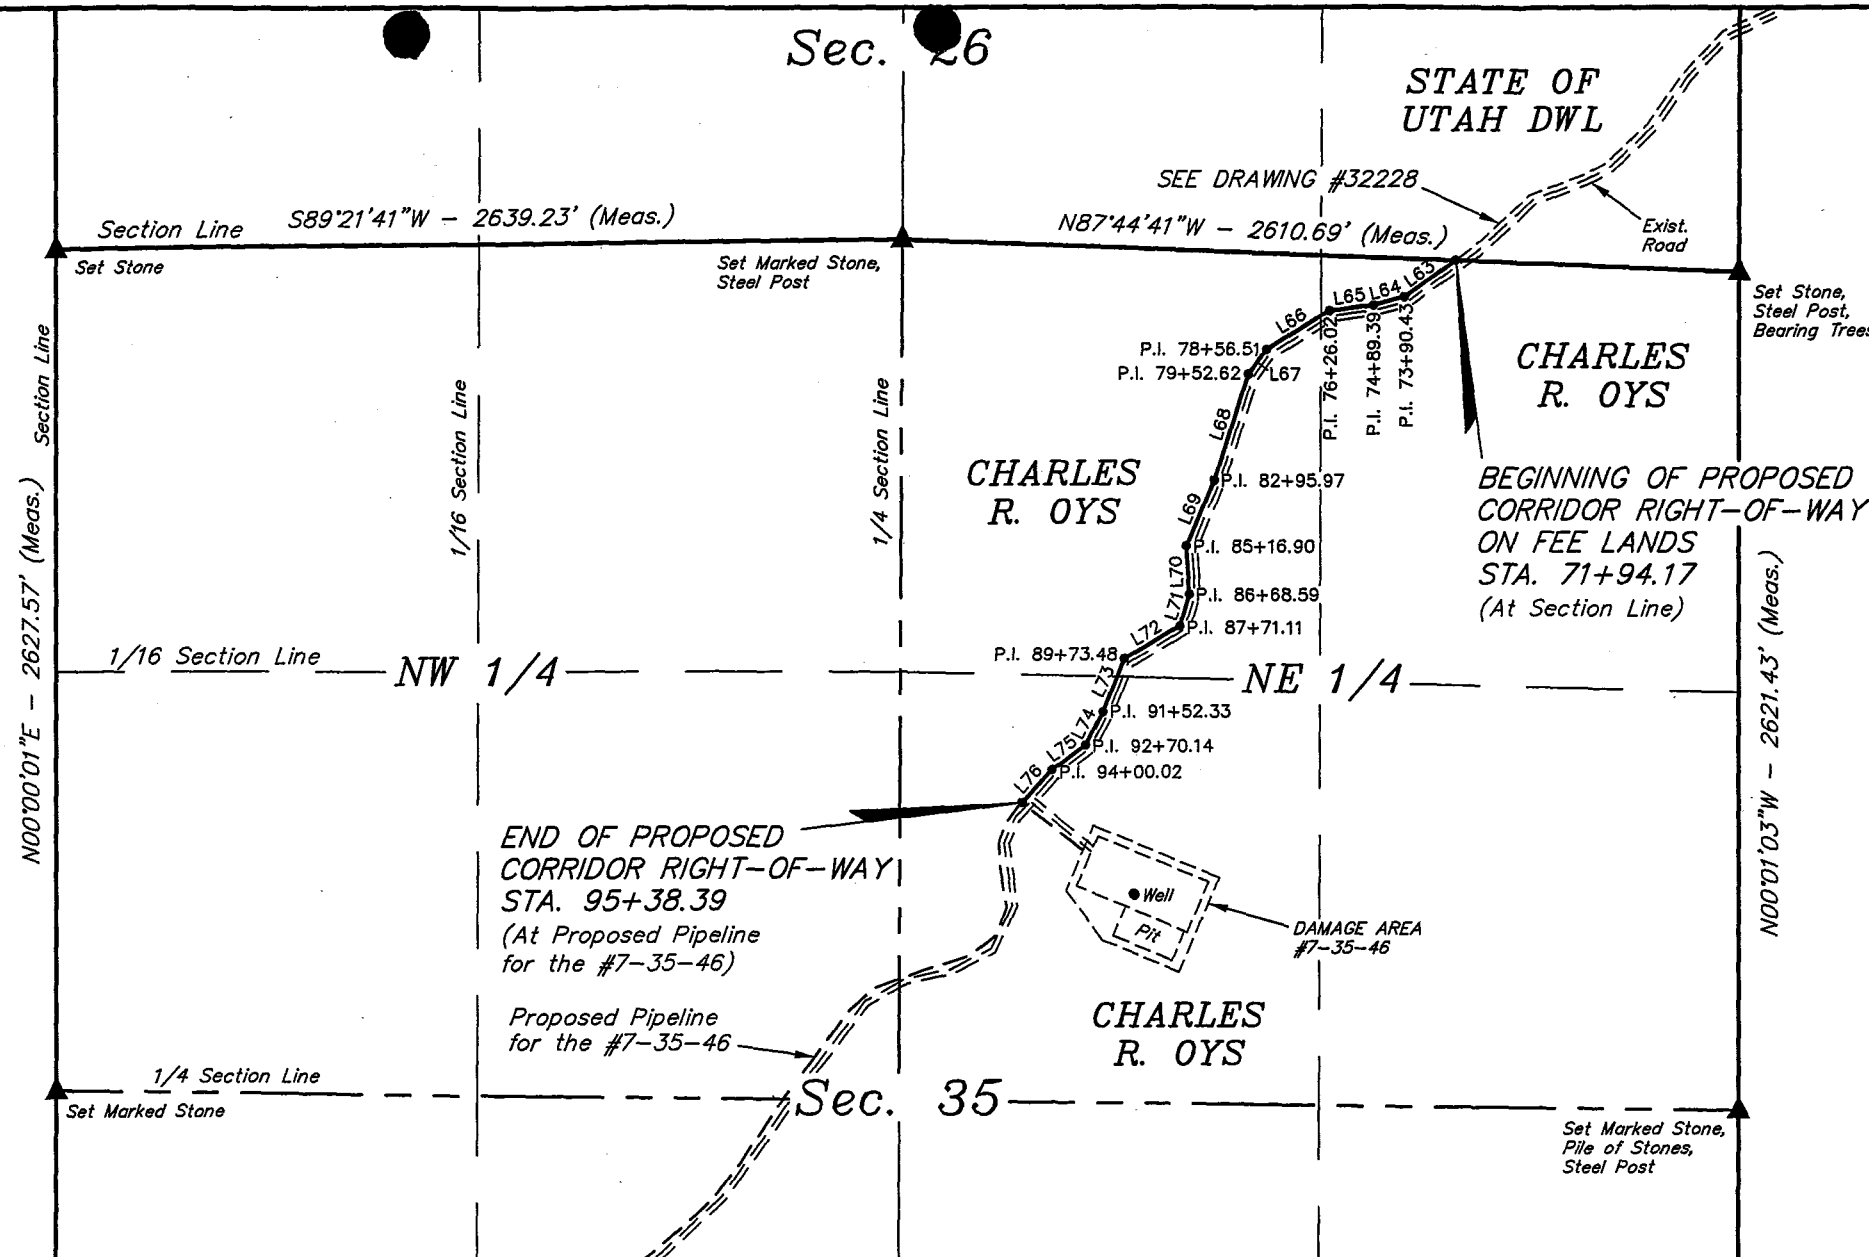 Sec. 26
STATE OF
UTAH DWL
SEE DRAWING #32228
Exist.
Road
Section Line
S89°21'41"W - 2639.23' (Meas.)
N87°44'41"W - 2610.69' (Meas.)
Set Stone
Set Marked Stone,
Steel Post
Set Stone,
Steel Post,
Bearing Trees
L63
L64
L65
L66
P.I. 78+56.51
P.I. 79+52.62
L67
P.I. 76+26.02
P.I. 74+89.39
P.I. 73+90.43
CHARLES
R. OYS
Section Line
N00°00'01"E - 2627.57' (Meas.)
1/16 Section Line
1/4 Section Line
L68
CHARLES
R. OYS
P.I. 82+95.97
L69
P.I. 85+16.90
L70
P.I. 86+68.59
L71
P.I. 87+71.11
L72
P.I. 89+73.48
BEGINNING OF PROPOSED
CORRIDOR RIGHT-OF-WAY
ON FEE LANDS
STA. 71+94.17
(At Section Line)
N00°01'03"W - 2621.43' (Meas.)
1/16 Section Line
NW 1/4
NE 1/4
L73
P.I. 91+52.33
L74
P.I. 92+70.14
L75
P.I. 94+00.02
L76
END OF PROPOSED
CORRIDOR RIGHT-OF-WAY
STA. 95+38.39
(At Proposed Pipeline
for the #7-35-46)
Well
Pit
DAMAGE AREA
#7-35-46
Proposed Pipeline
for the #7-35-46
CHARLES
R. OYS
1/4 Section Line
Set Marked Stone
Sec. 35
Set Marked Stone,
Pile of Stones,
Steel Post